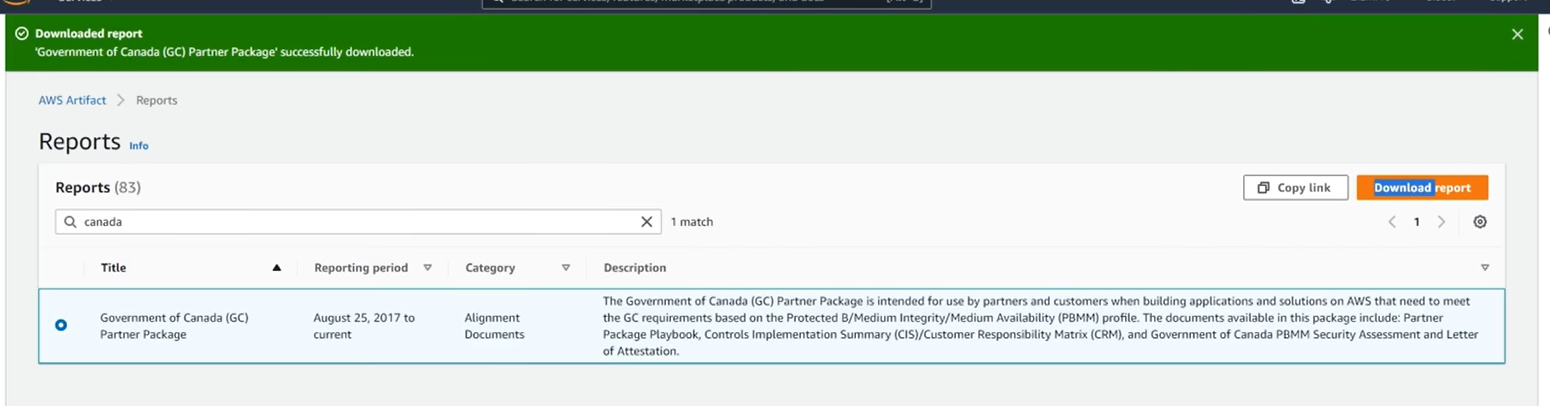 Downloaded report
'Government of Canada (GC) Partner Package' successfully downloaded.
AWS Artifact > Reports
Reports Info
Reports (83)
Copy link
Download report
canada
1 match
1
Title
Reporting period
Category
Description
Government of Canada (GC)
Partner Package
August 25, 2017 to
current
Alignment
Documents
The Government of Canada (GC) Partner Package is intended for use by partners and customers when building applications and solutions on AWS that need to meet
the GC requirements based on the Protected B/Medium Integrity/Medium Availability (PBMM) profile. The documents available in this package include: Partner
Package Playbook, Controls Implementation Summary (CIS)/Customer Responsibility Matrix (CRM), and Government of Canada PBMM Security Assessment and Letter
of Attestation.